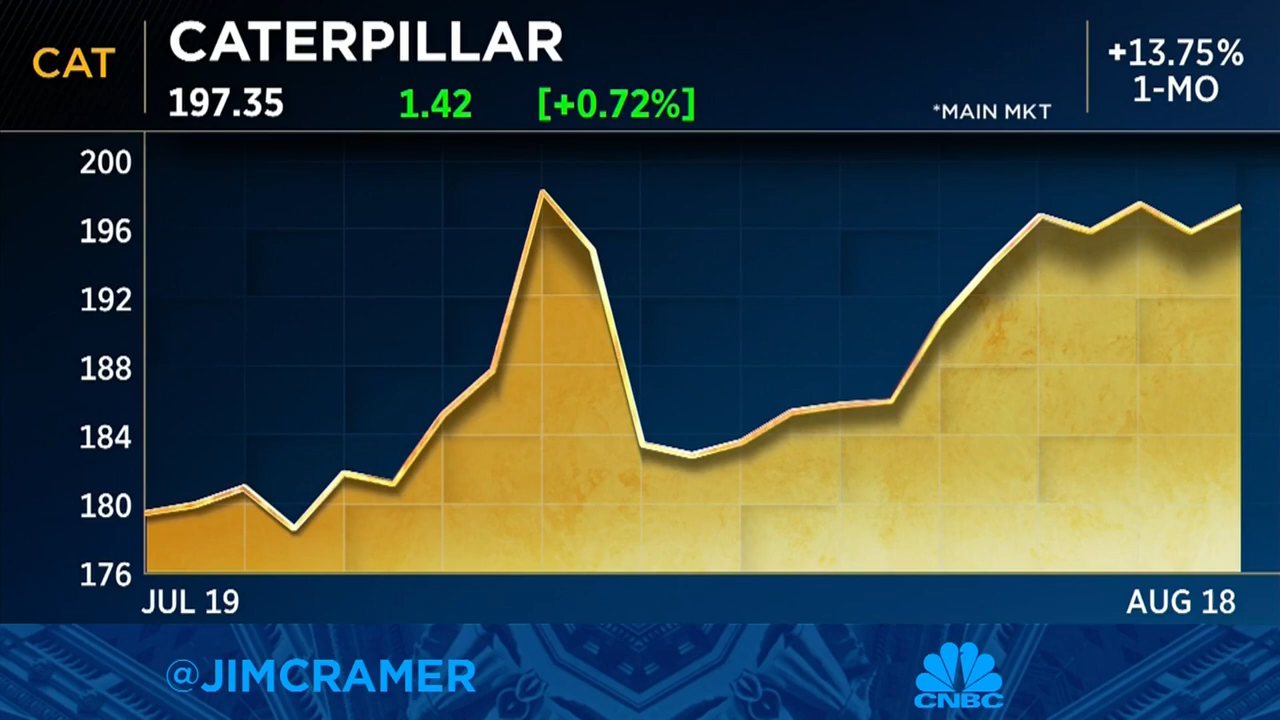 CAT
CATERPILLAR
197.35 1.42 [+0.72%]
*MAIN MKT
+13.75%
1-MO
200
196
192
188
184
180
176
JUL 19
AUG 18
@JIMCRAMER
CNBC